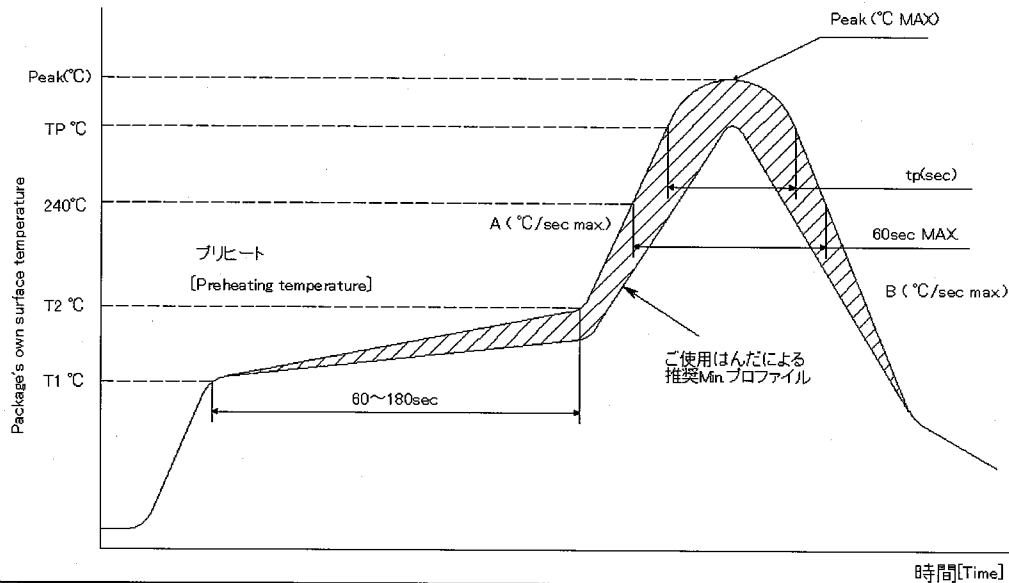 Peak (℃ MAX)
Peak(℃)
TP ℃
tp(sec)
240℃
A ( ℃/sec max.)
60sec MAX.
プリヒート
[Preheating temperature]
B ( ℃/sec max)
T2 ℃
ご使用はんだによる
推奨Min.プロファイル
T1 ℃
60～180sec
Package's own surface temperature
時間[Time]